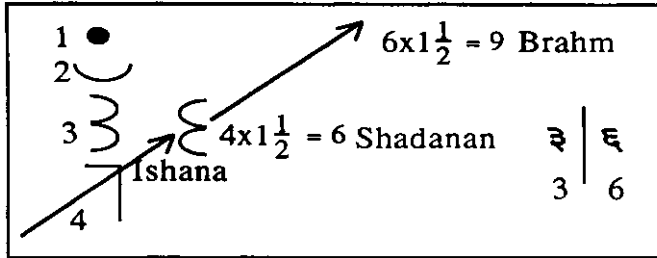 1
6x1½ = 9 Brahm
2
3
4x1½ = 6 Shadanan
Ishana
4
३ | ६
3 | 6